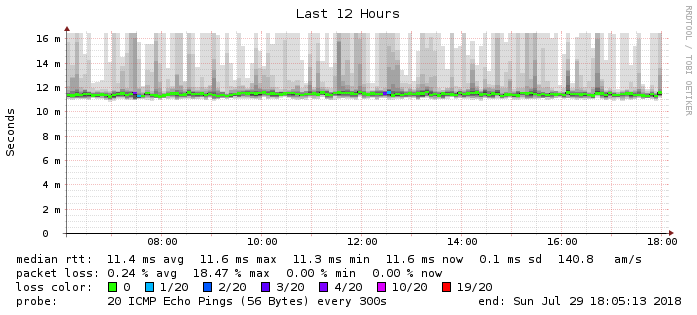 Last 12 Hours
RRDTOOL / TOBI OETIKER
Seconds
16 m
14 m
12 m
10 m
8 m
6 m
4 m
2 m
0
08:00 10:00 12:00 14:00 16:00 18:00
median rtt: 11.4 ms avg 11.6 ms max 11.3 ms min 11.6 ms now 0.1 ms sd 140.8 am/s
packet loss: 0.24 % avg 18.47 % max 0.00 % min 0.00 % now
loss color: 0 1/20 2/20 3/20 4/20 10/20 19/20
probe: 20 ICMP Echo Pings (56 Bytes) every 300s end: Sun Jul 29 18:05:13 2018